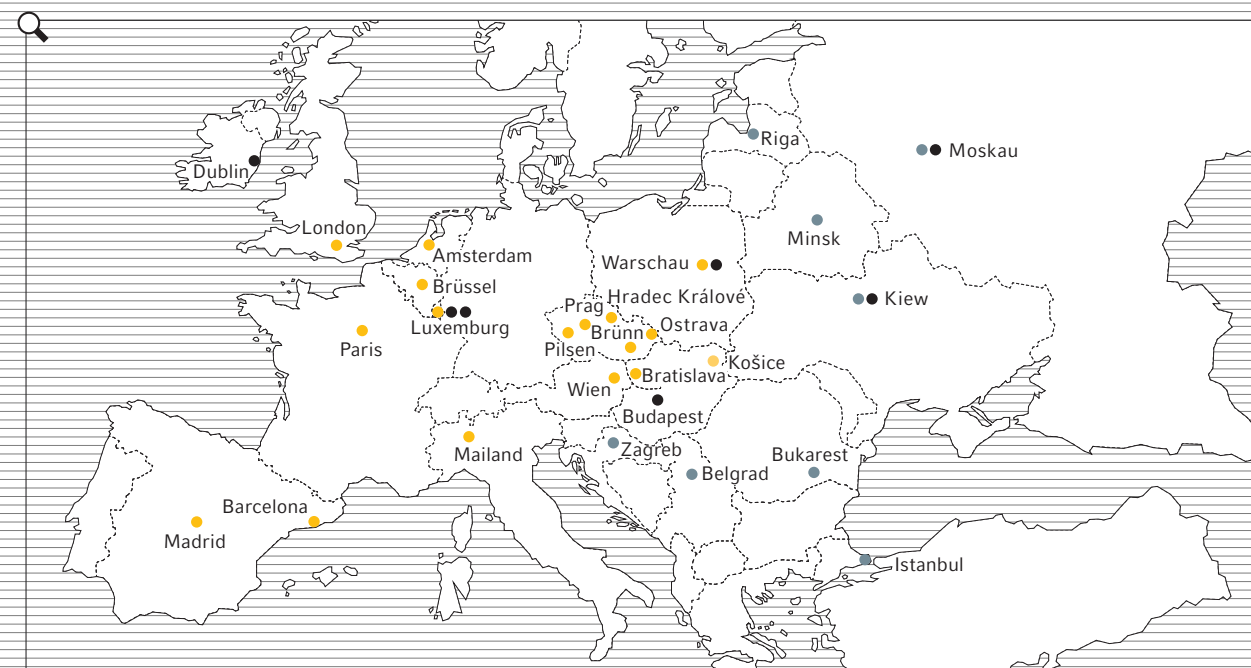 Riga
Moskau
Dublin
London
Minsk
Amsterdam
Warschau
Brüssel
Kiew
Prag
Hradec Králové
Luxemburg
Brünn
Ostrava
Paris
Pilsen
Košice
Wien
Bratislava
Budapest
Mailand
Zagreb
Bukarest
Belgrad
Barcelona
Madrid
Istanbul